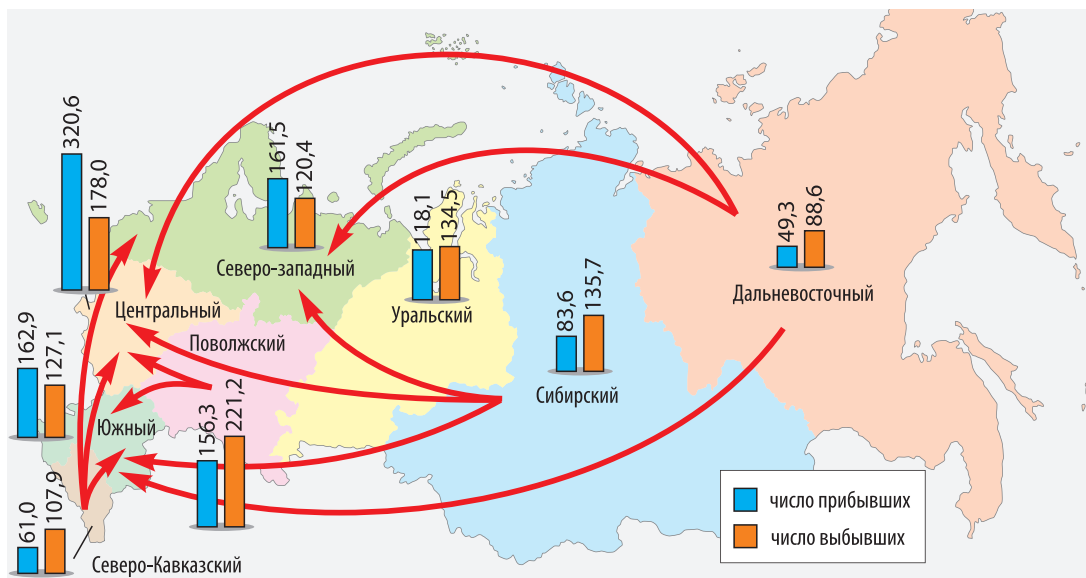 320,6
178,0
161,5
120,4
Северо-западный
118,1
134,5
Уральский
49,3
88,6
Дальневосточный
83,6
135,7
Сибирский
Центральный
Поволжский
162,9
127,1
Южный
156,3
221,2
61,0
107,9
Северо-Кавказский
число прибывших
число выбывших